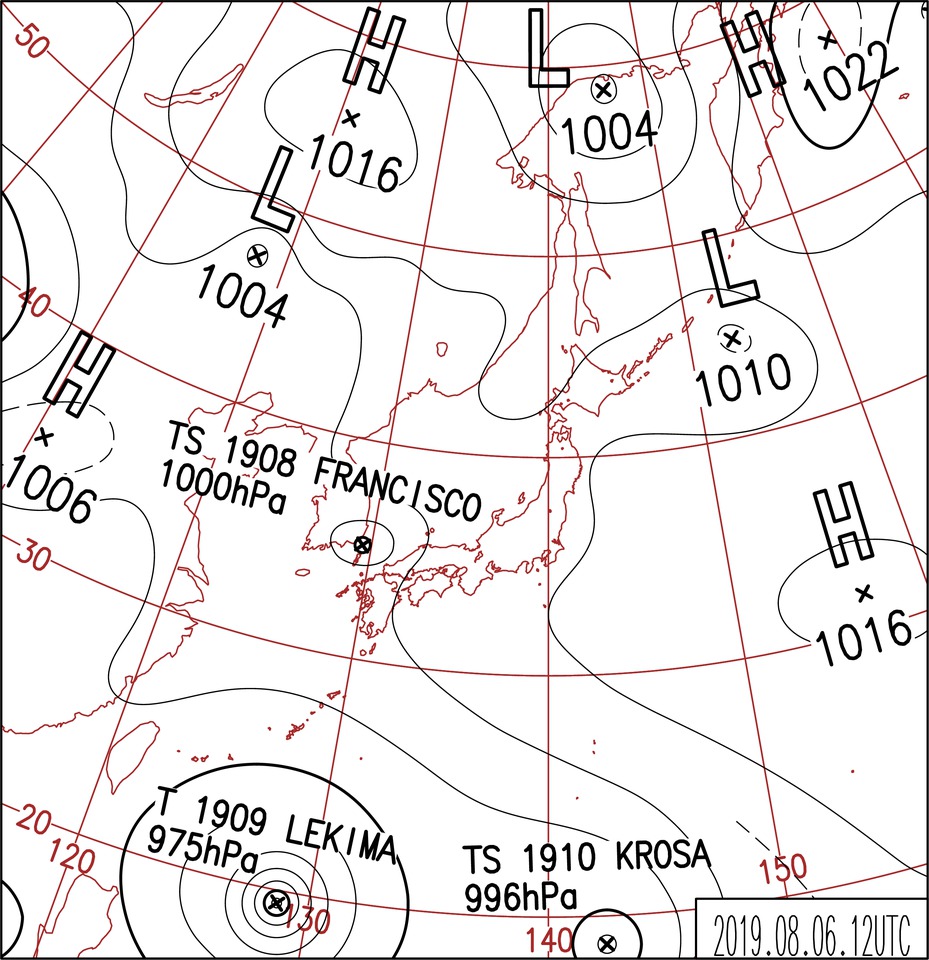 50
H
1016
L
1004
H
1022
L
1004
40
L
1010
H
1006
TS 1908 FRANCISCO
1000hPa
H
1016
30
T 1909 LEKIMA
975hPa
TS 1910 KROSA
996hPa
20
120
130
140
150
2019.08.06.12UTC